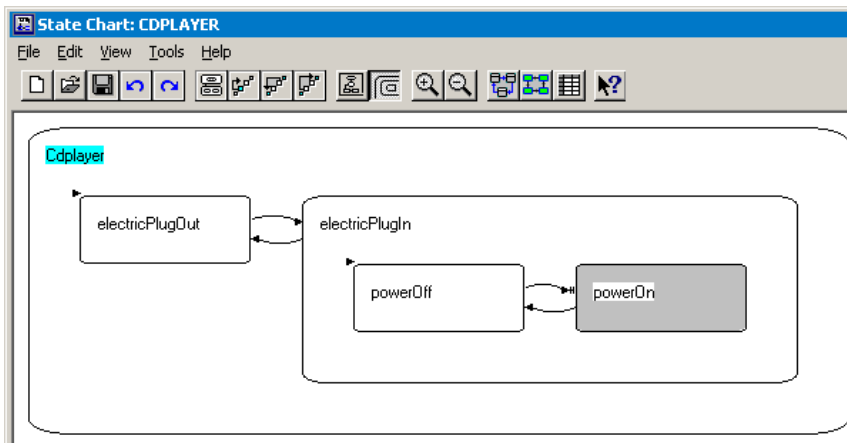 State Chart: CDPLAYER
File Edit View Tools Help
?
Cdplayer
electricPlugOut
electricPlugIn
powerOff
powerOn